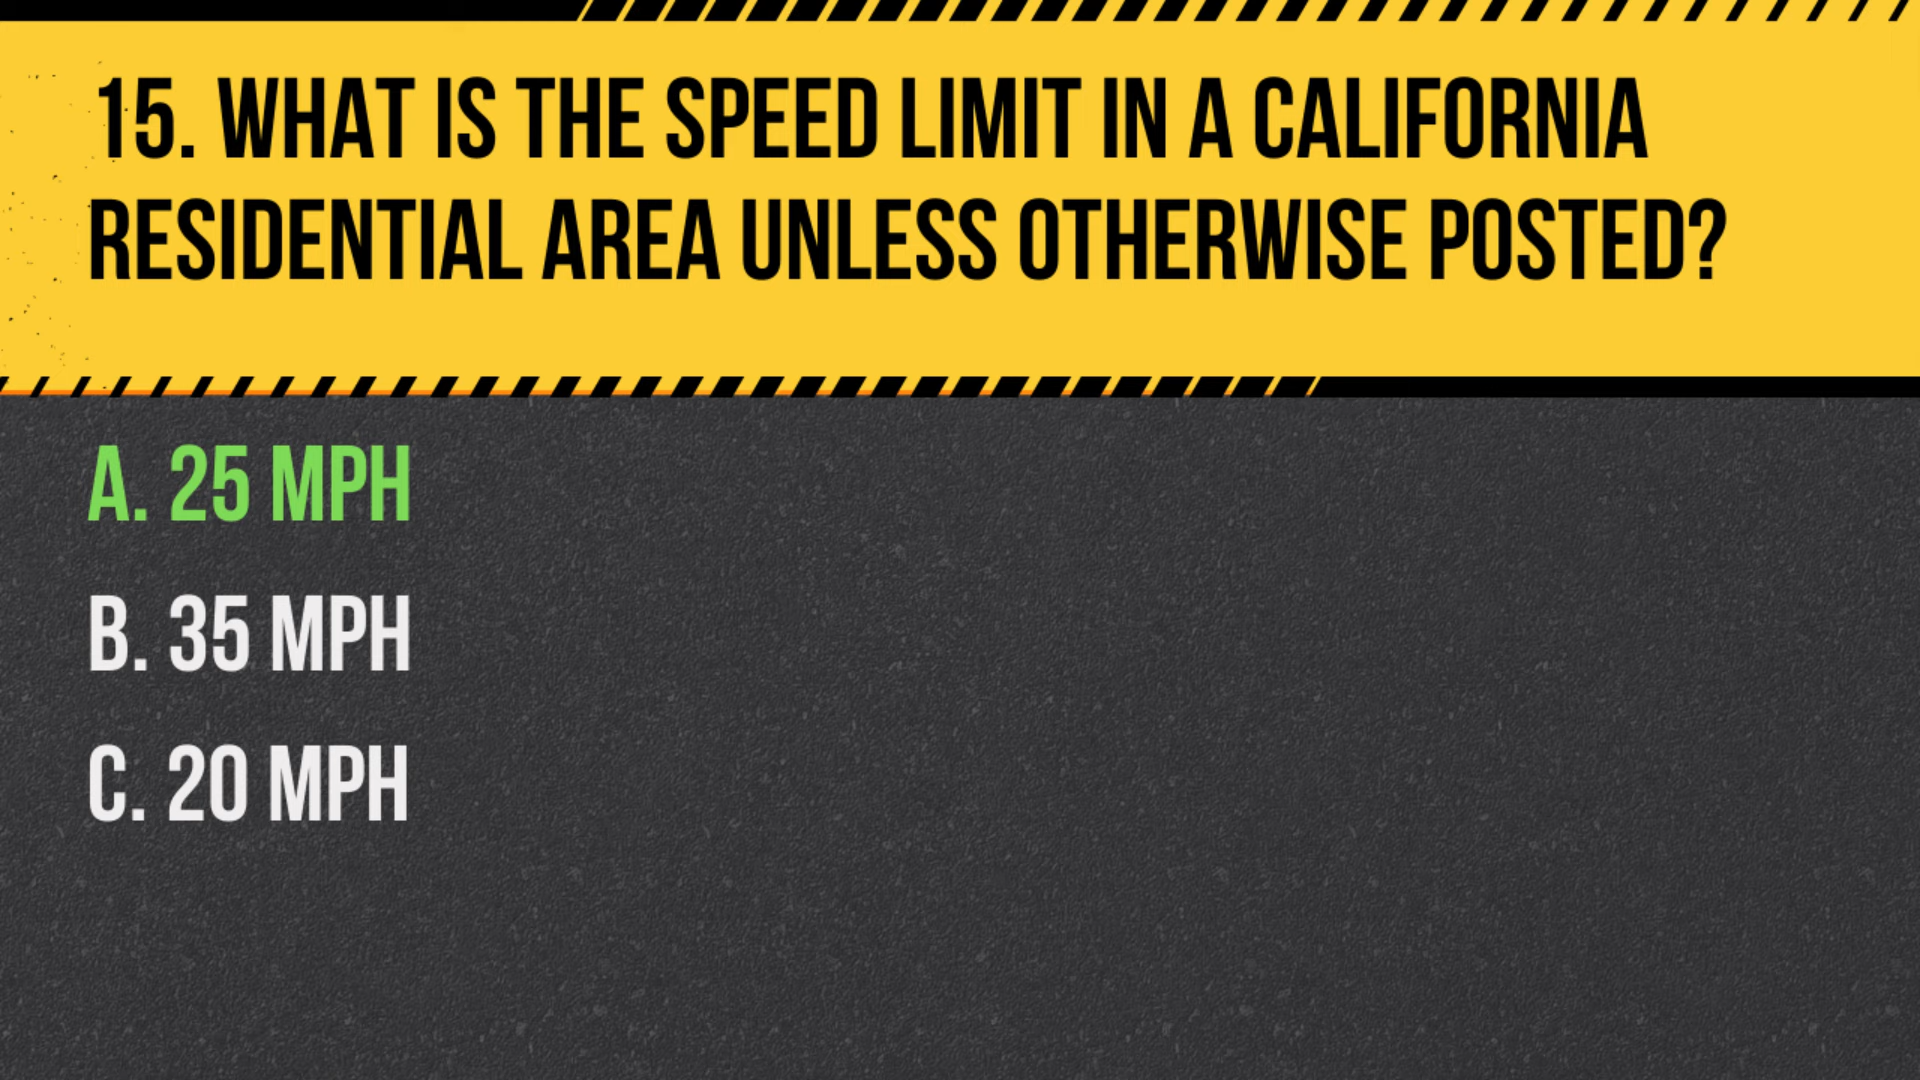 15. WHAT IS THE SPEED LIMIT IN A CALIFORNIA
RESIDENTIAL AREA UNLESS OTHERWISE POSTED?
A. 25 MPH
B. 35 MPH
C. 20 MPH